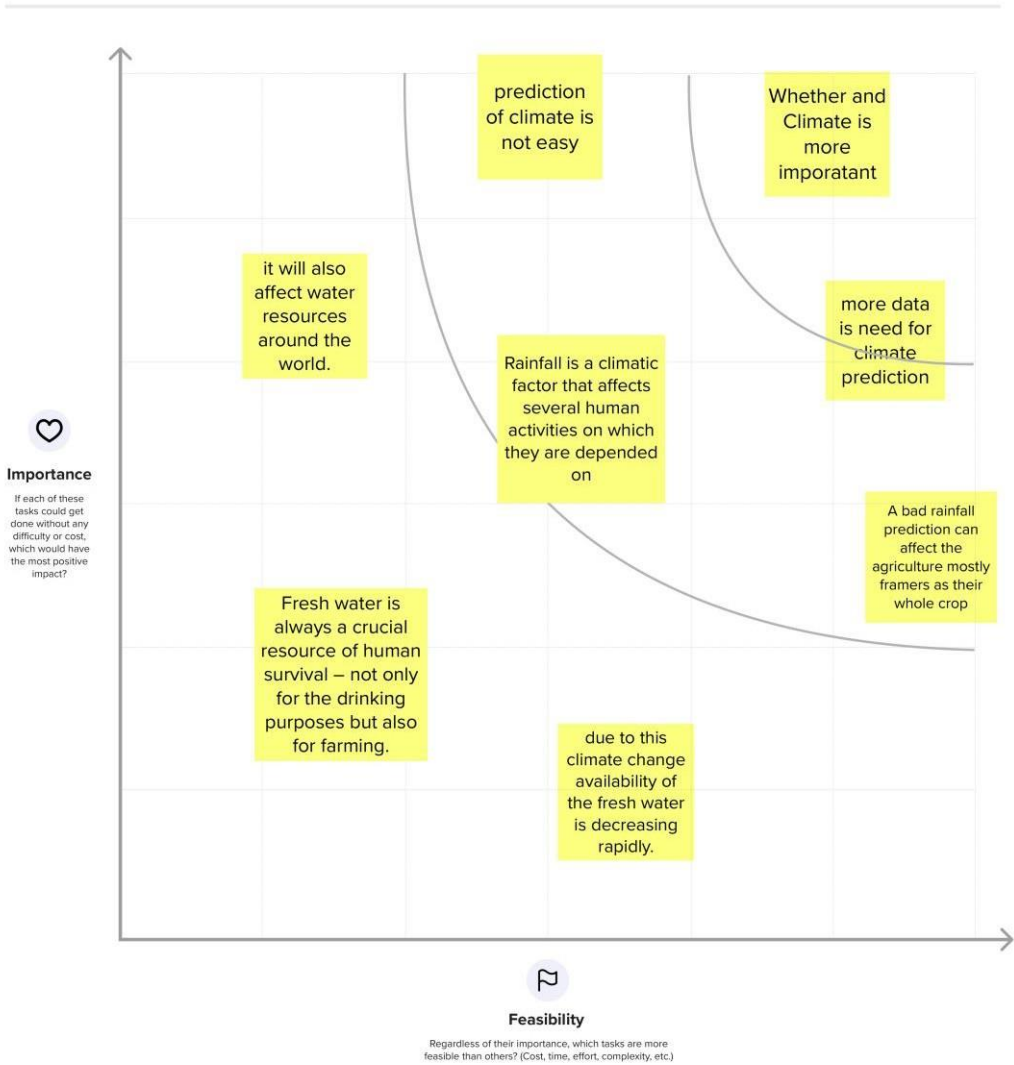 prediction
of climate is
not easy
Whether and
Climate is
more
imporatant
it will also
affect water
resources
around the
world.
more data
is need for
climate
prediction
Rainfall is a climatic
factor that affects
several human
activities on which
they are depended
on
Importance
If each of these
tasks could get
done without any
difficulty or cost,
which would have
the most positive
impact?
A bad rainfall
prediction can
affect the
agriculture mostly
framers as their
whole crop
Fresh water is
always a crucial
resource of human
survival – not only
for the drinking
purposes but also
for farming.
due to this
climate change
availability of
the fresh water
is decreasing
rapidly.
Feasibility
Regardless of their importance, which tasks are more
feasible than others? (Cost, time, effort, complexity, etc.)